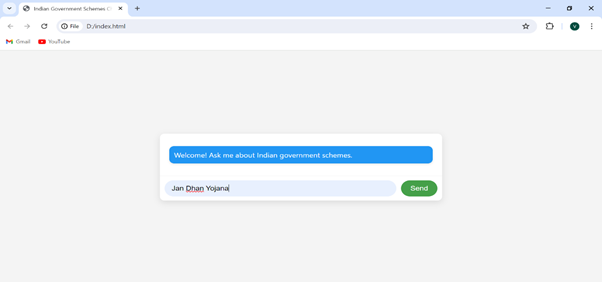 Indian Government Schemes C
File
D:/index.html
V
Gmail
YouTube
Welcome! Ask me about Indian government schemes.
Jan Dhan Yojana
Send